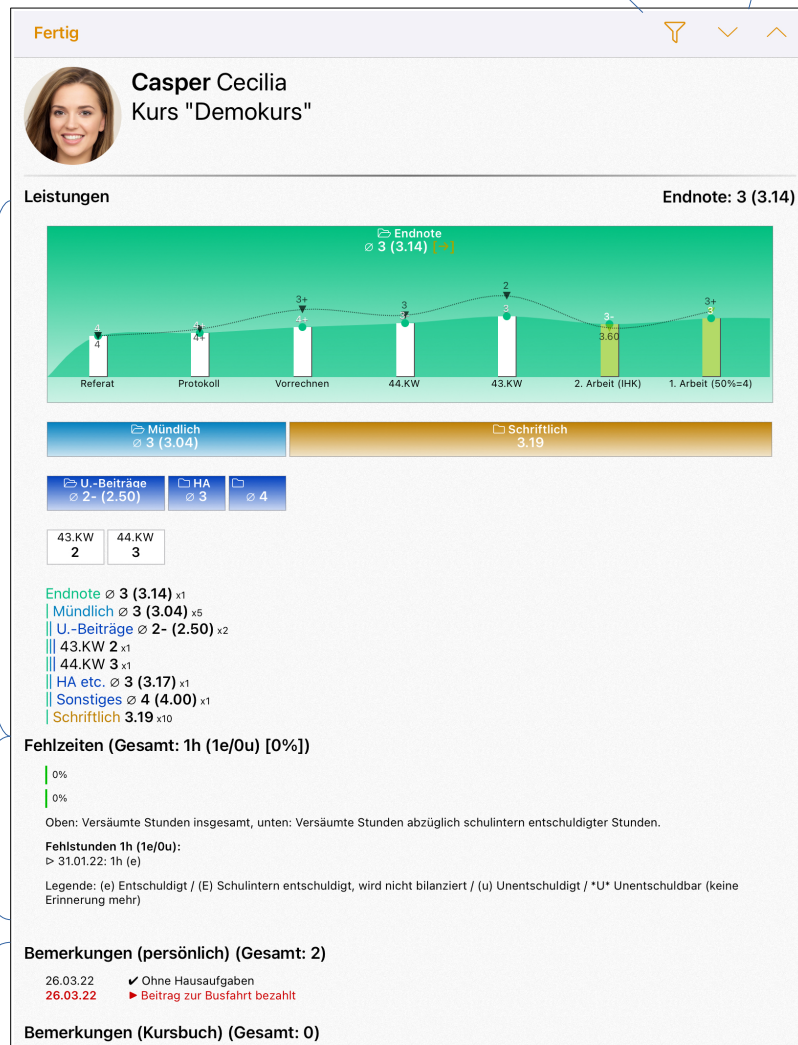 Fertig
Casper Cecilia
Kurs "Demokurs"
Leistungen
Endnote: 3 (3.14)
Endnote
∅ 3 (3.14) [→]
2
3+
3
3+
4
4-
4+
3
3
3-
3
4
4+
3.60
Referat
Protokoll
Vorrechnen
44.KW
43.KW
2. Arbeit (IHK)
1. Arbeit (50%=4)
Mündlich
∅ 3 (3.04)
Schriftlich
3.19
U.-Beiträge
∅ 2- (2.50)
HA
∅ 3
∅ 4
43.KW
2
44.KW
3
Endnote ∅ 3 (3.14) x1
| Mündlich ∅ 3 (3.04) x5
|| U.-Beiträge ∅ 2- (2.50) x2
||| 43.KW 2 x1
||| 44.KW 3 x1
|| HA etc. ∅ 3 (3.17) x1
|| Sonstiges ∅ 4 (4.00) x1
| Schriftlich 3.19 x10
Fehlzeiten (Gesamt: 1h (1e/0u) [0%])
0%
0%
Oben: Versäumte Stunden insgesamt, unten: Versäumte Stunden abzüglich schulintern entschuldigter Stunden.
Fehlstunden 1h (1e/0u):
▷ 31.01.22: 1h (e)
Legende: (e) Entschuldigt / (E) Schulintern entschuldigt, wird nicht bilanziert / (u) Unentschuldigt / *U* Unentschuldbar (keine
Erinnerung mehr)
Bemerkungen (persönlich) (Gesamt: 2)
26.03.22 ✔ Ohne Hausaufgaben
26.03.22 ► Beitrag zur Busfahrt bezahlt
Bemerkungen (Kursbuch) (Gesamt: 0)